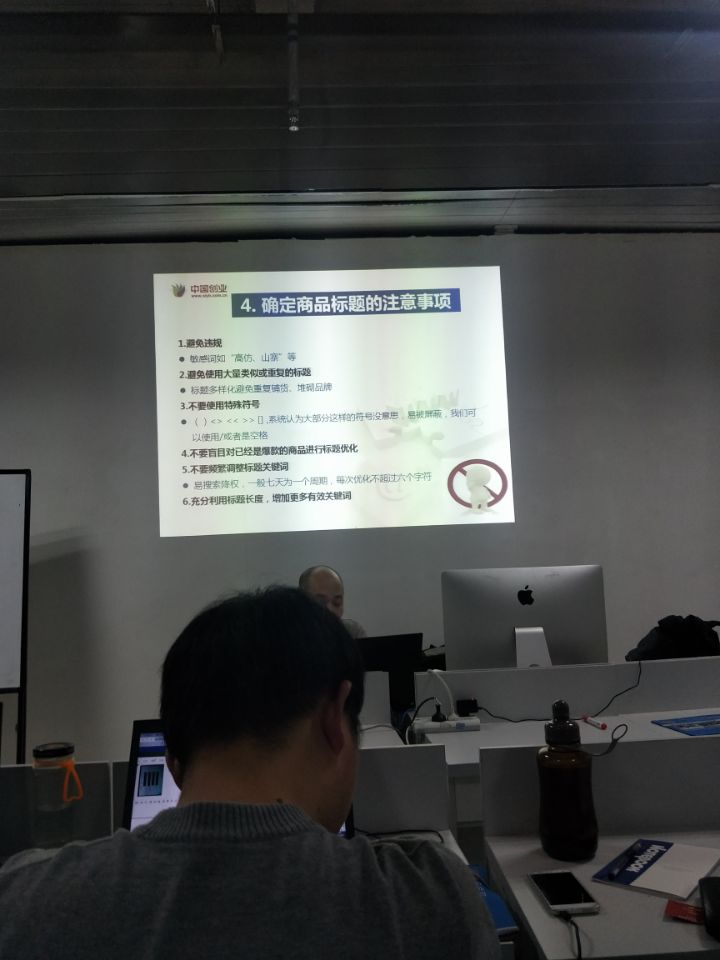 中国创业
4. 确定商品标题的注意事项
1.避免违规
● 敏感词如“高仿、山寨”等
2.避免使用大量类似或重复的标题
● 标题多样化避免重复铺货、堆砌品牌
3.不要使用特殊符号
● （ ）<> << >> [] ,系统认为大部分这样的符号没意思，易被屏蔽，我们可
以使用/或者是空格
4.不要盲目对已经是爆款的商品进行标题优化
5.不要频繁调整标题关键词
● 易搜索降权，一般七天为一个周期，每次优化不超过六个字符
6.充分利用标题长度，增加更多有效关键词
Notebook